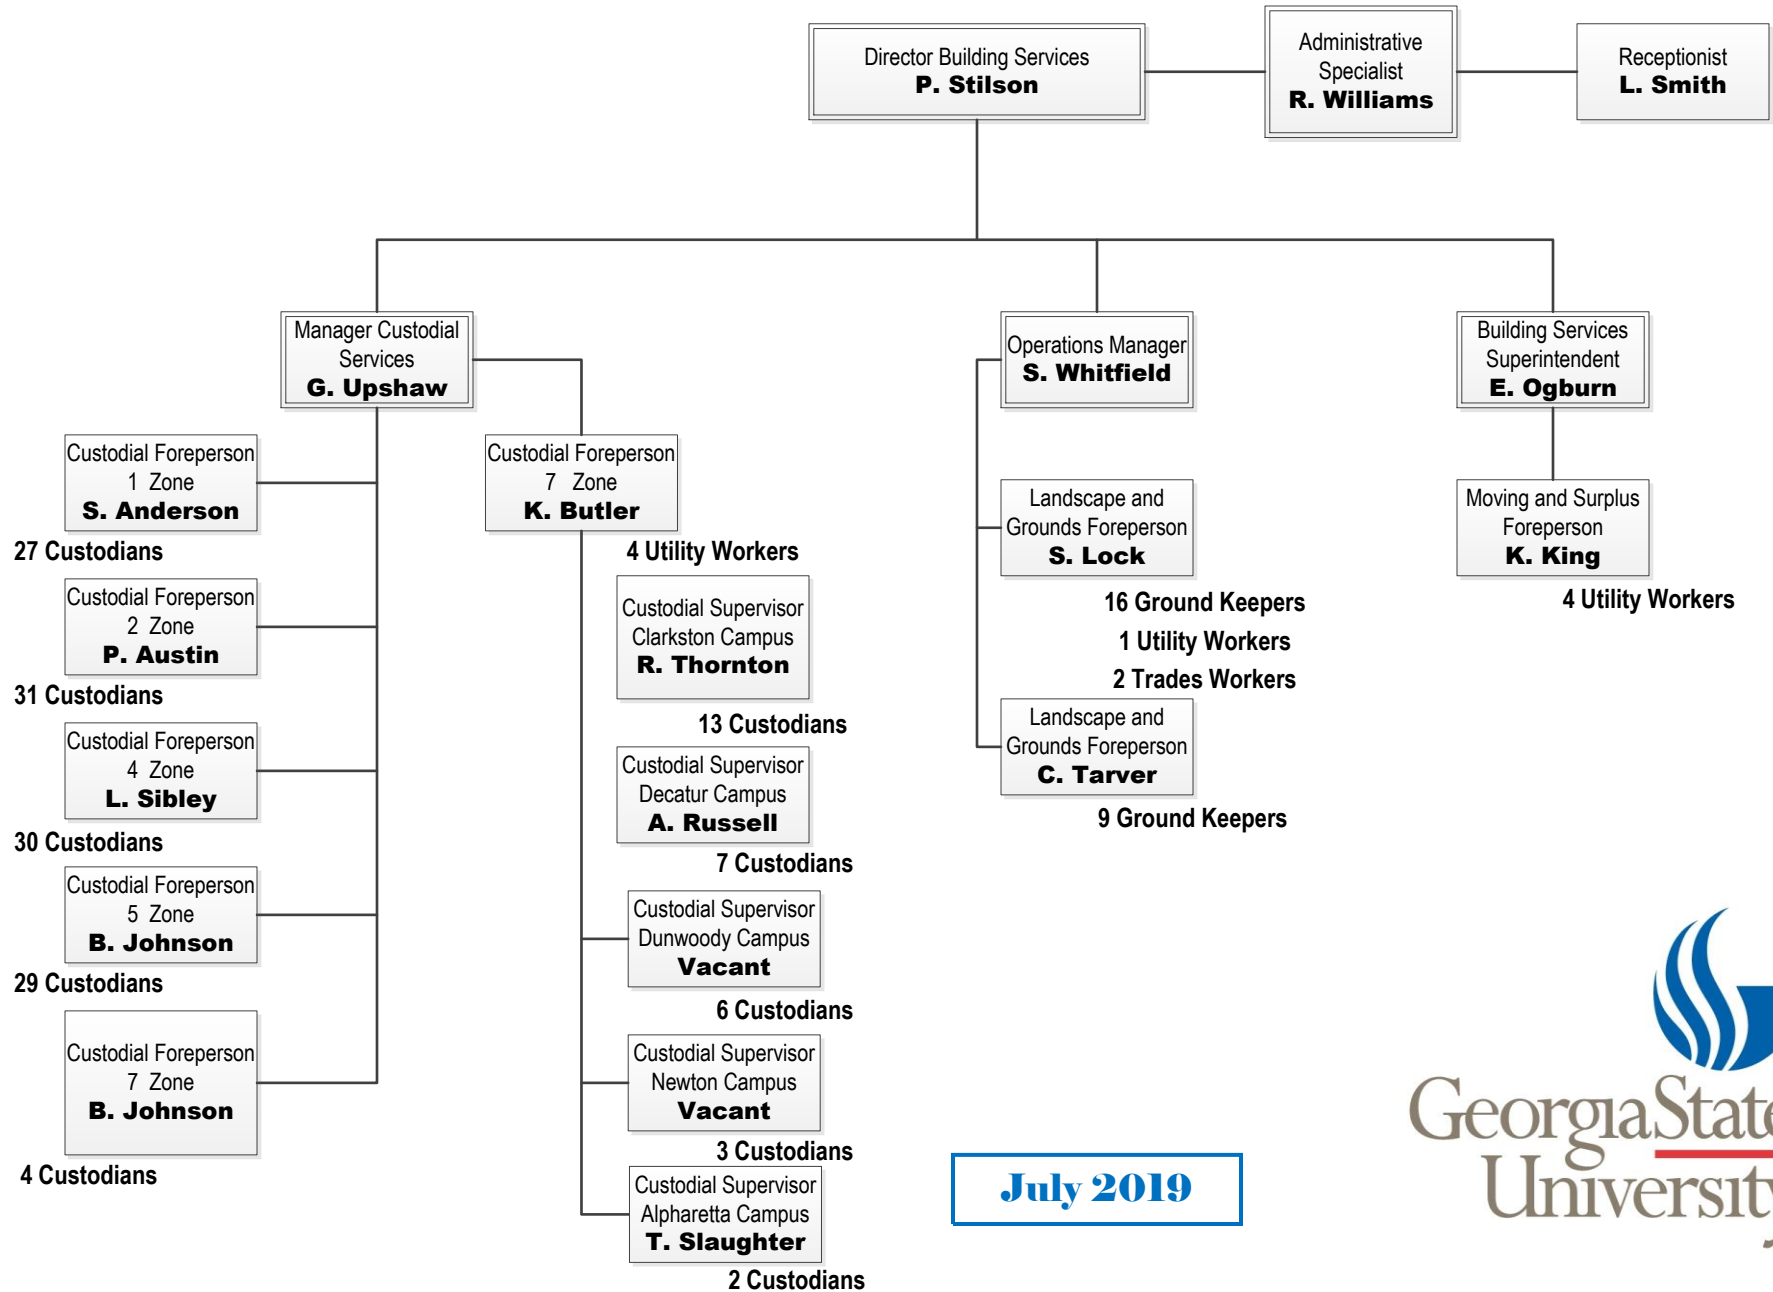 Director Building Services
P. Stilson
Administrative
Specialist
R. Williams
Receptionist
L. Smith
Manager Custodial
Services
G. Upshaw
Operations Manager
S. Whitfield
Building Services
Superintendent
E. Ogburn
Custodial Foreperson
1 Zone
S. Anderson
27 Custodians
Custodial Foreperson
2 Zone
P. Austin
31 Custodians
Custodial Foreperson
4 Zone
L. Sibley
30 Custodians
Custodial Foreperson
5 Zone
B. Johnson
29 Custodians
Custodial Foreperson
7 Zone
B. Johnson
4 Custodians
Custodial Foreperson
7 Zone
K. Butler
4 Utility Workers
Custodial Supervisor
Clarkston Campus
R. Thornton
13 Custodians
Custodial Supervisor
Decatur Campus
A. Russell
7 Custodians
Custodial Supervisor
Dunwoody Campus
Vacant
6 Custodians
Custodial Supervisor
Newton Campus
Vacant
3 Custodians
Custodial Supervisor
Alpharetta Campus
T. Slaughter
2 Custodians
Landscape and
Grounds Foreperson
S. Lock
16 Ground Keepers
1 Utility Workers
2 Trades Workers
Landscape and
Grounds Foreperson
C. Tarver
9 Ground Keepers
Moving and Surplus
Foreperson
K. King
4 Utility Workers
July 2019
GeorgiaState
University